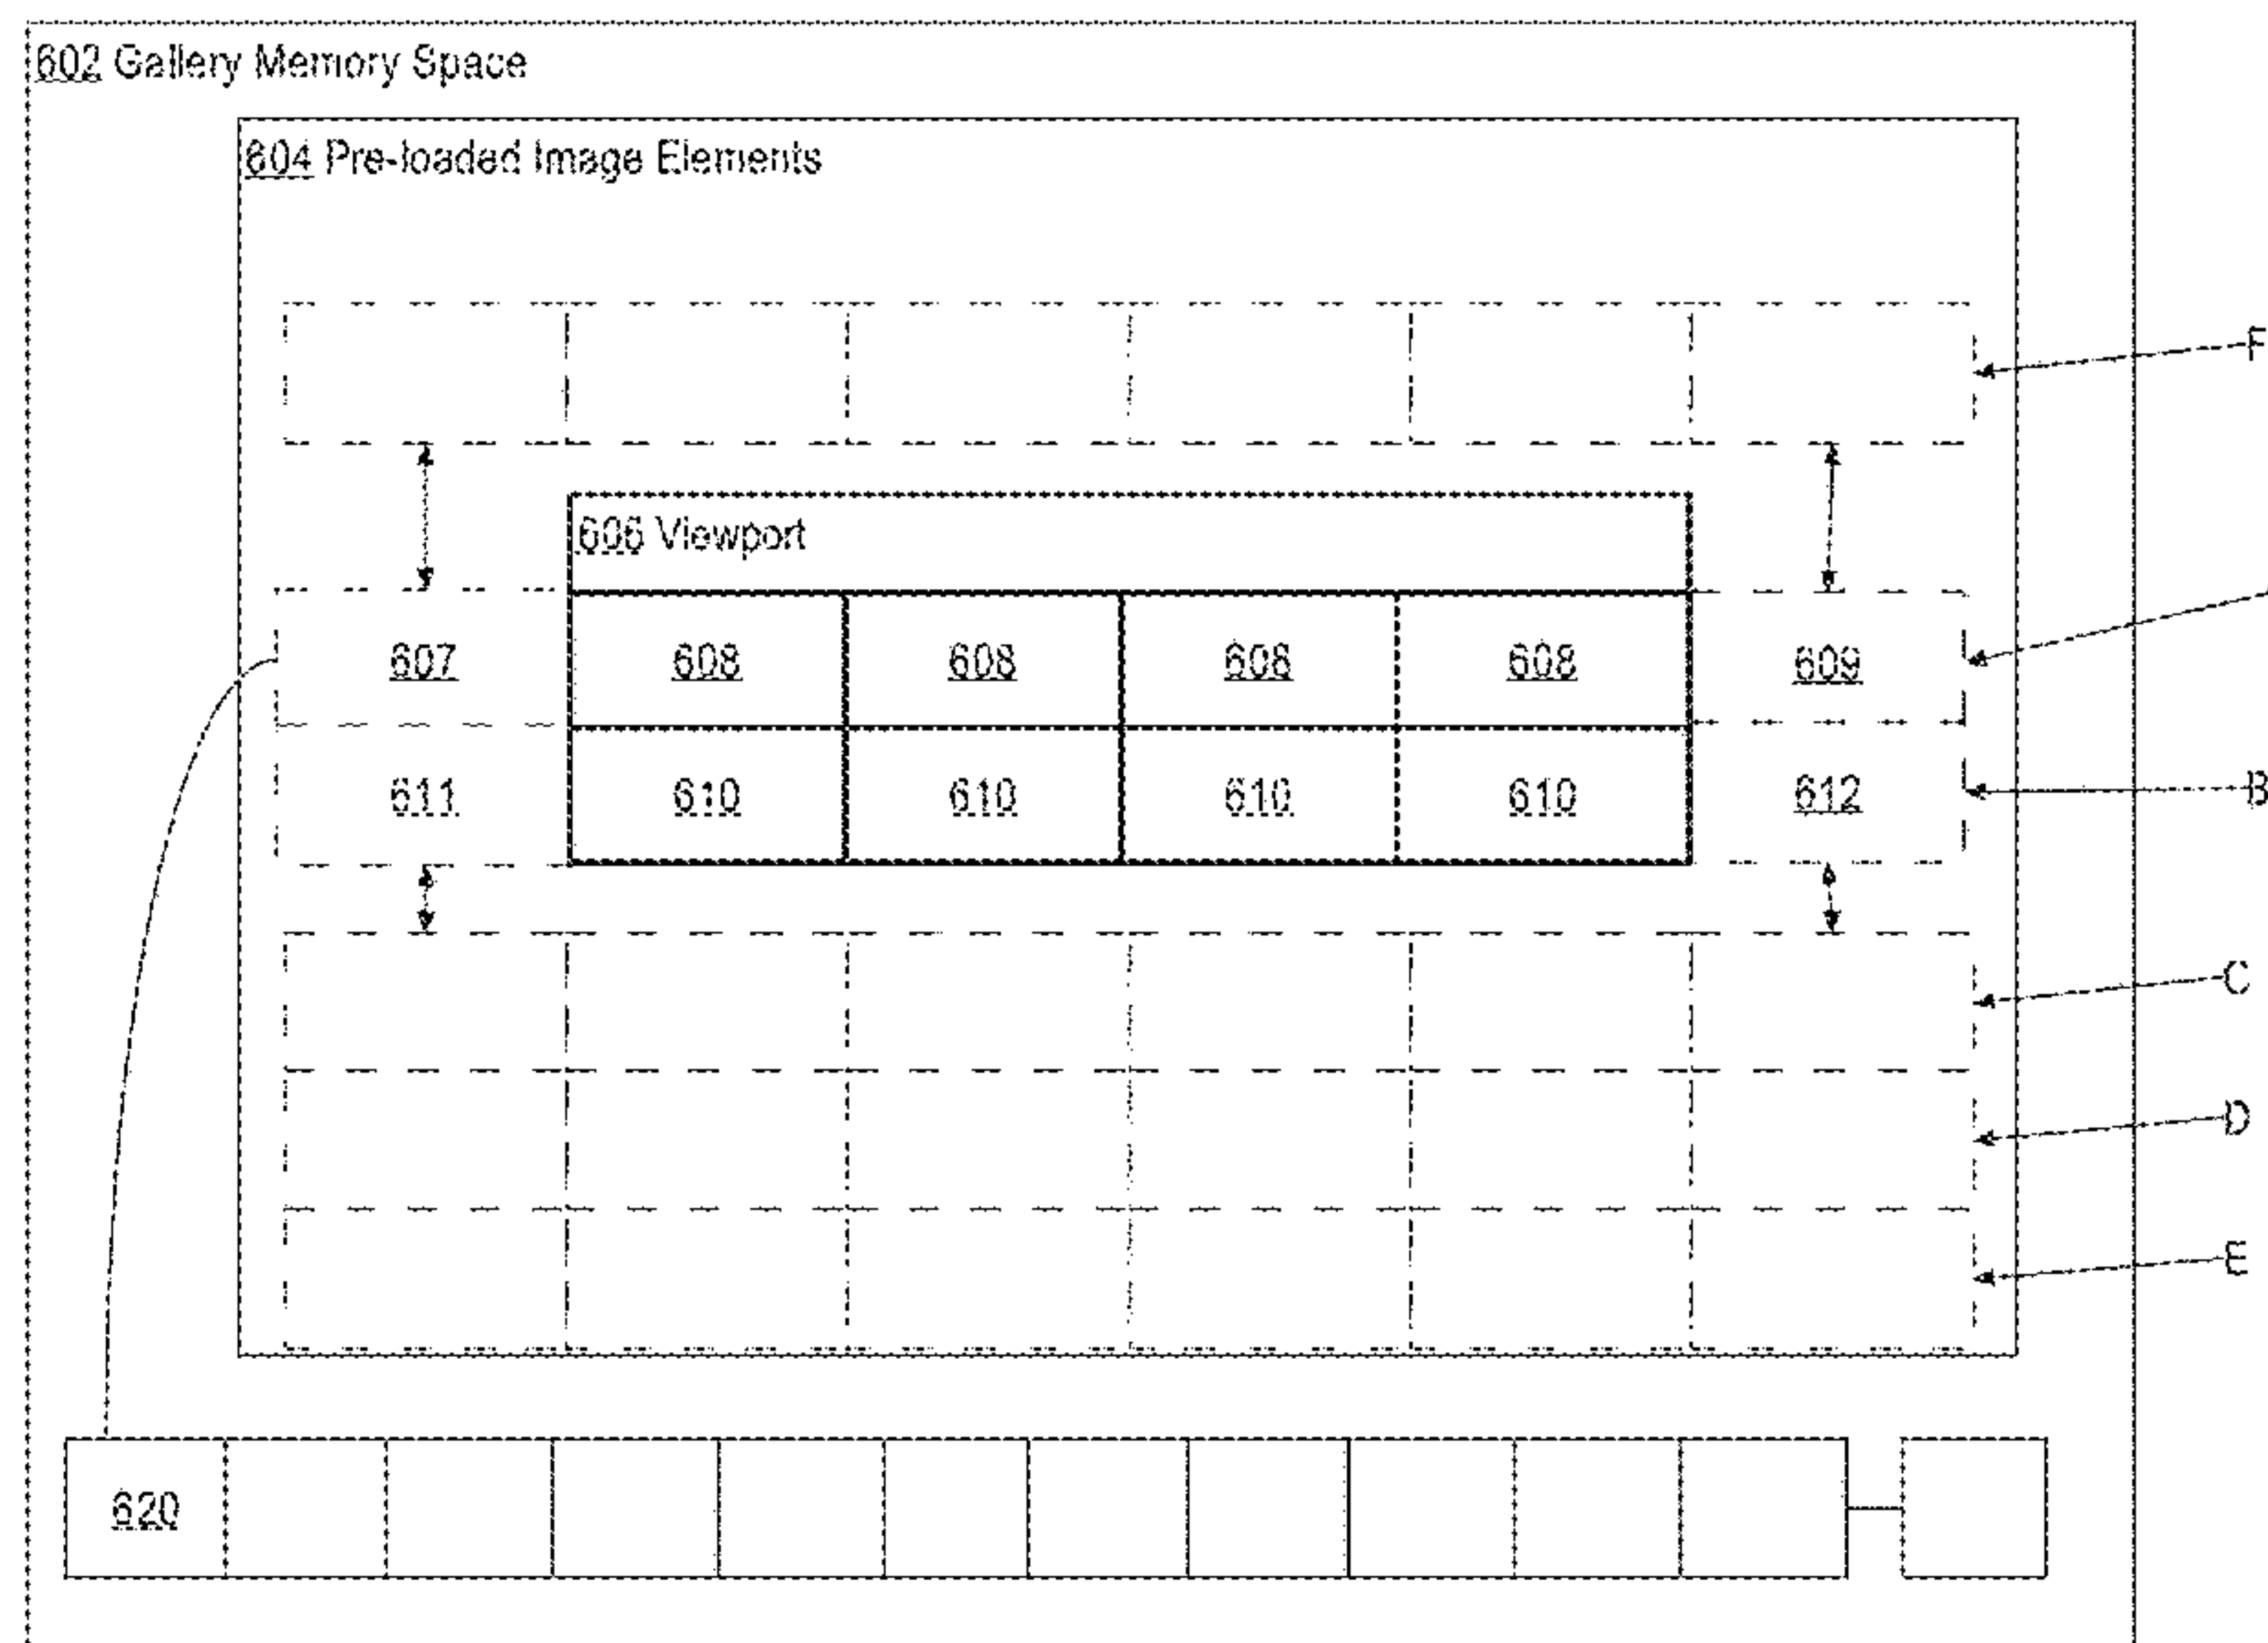 602 Gallery Memory Space
604 Pre-loaded Image Elements
F
606 Viewport
607 608 608 608 608 609
611 610 610 610 610 612
B
C
D
E
620